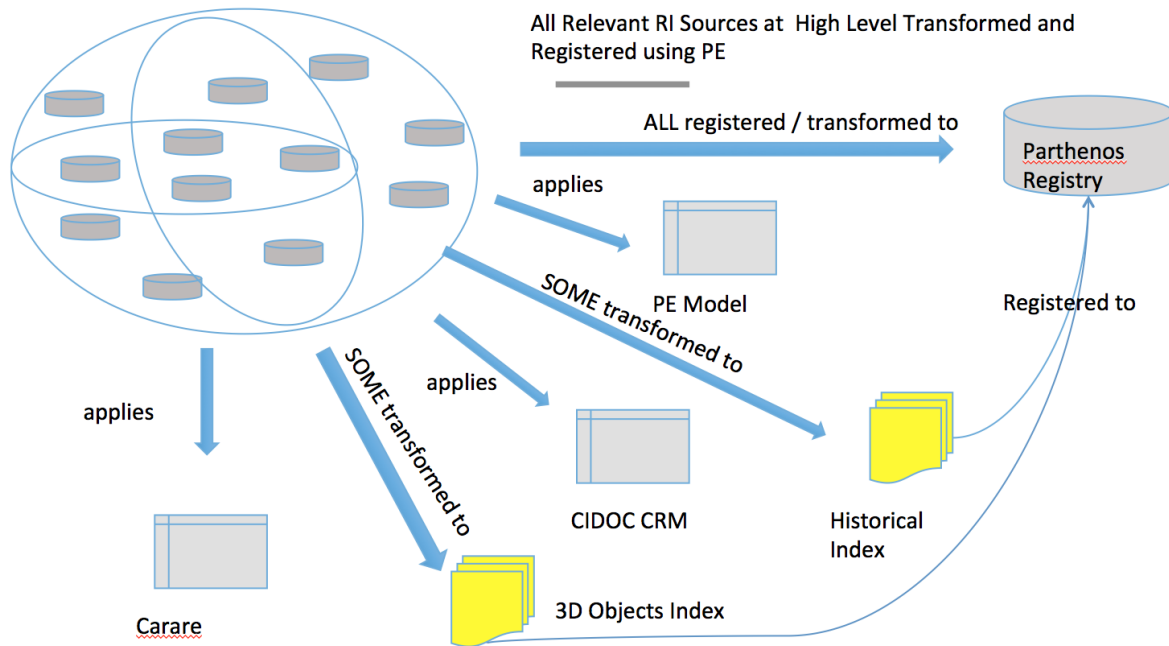 All Relevant RI Sources at High Level Transformed and
Registered using PE
ALL registered / transformed to
Parthenos
Registry
applies
PE Model
SOME transformed to
Registered to
applies
SOME transformed to
applies
CIDOC CRM
Historical
Index
3D Objects Index
Carare